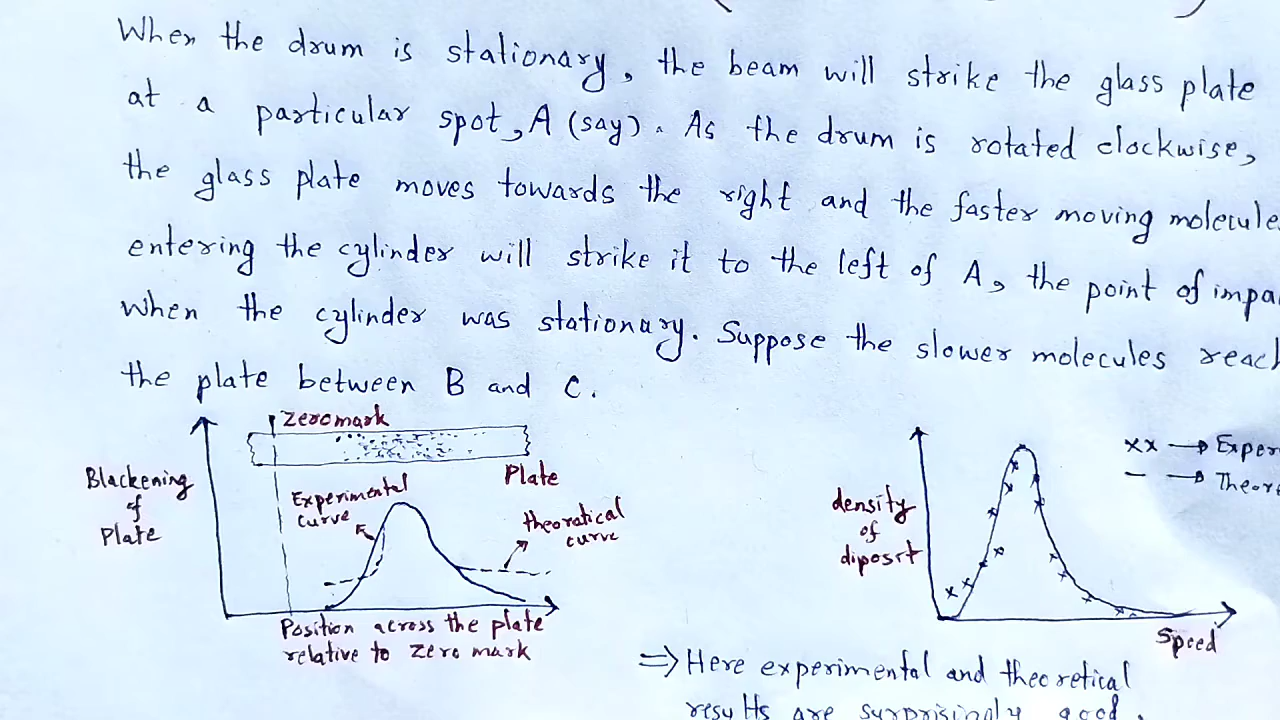 When the drum is stationary, the beam will strike the glass plate
at a particular spot, A (say). As the drum is rotated clockwise,
the glass plate moves towards the right and the faster moving molecule
entering the cylinder will strike it to the left of A, the point of impa
when the cylinder was stationary. Suppose the slower molecules reach
the plate between B and C.
Zero mark
Plate
Blackening
of
Plate
Experimental
curve
theoratical
curve
Position across the plate
relative to zero mark
density
of
diposit
xx → Exper
— → Theor
Speed
⇒ Here experimental and theoretical
results are surprisingly good.